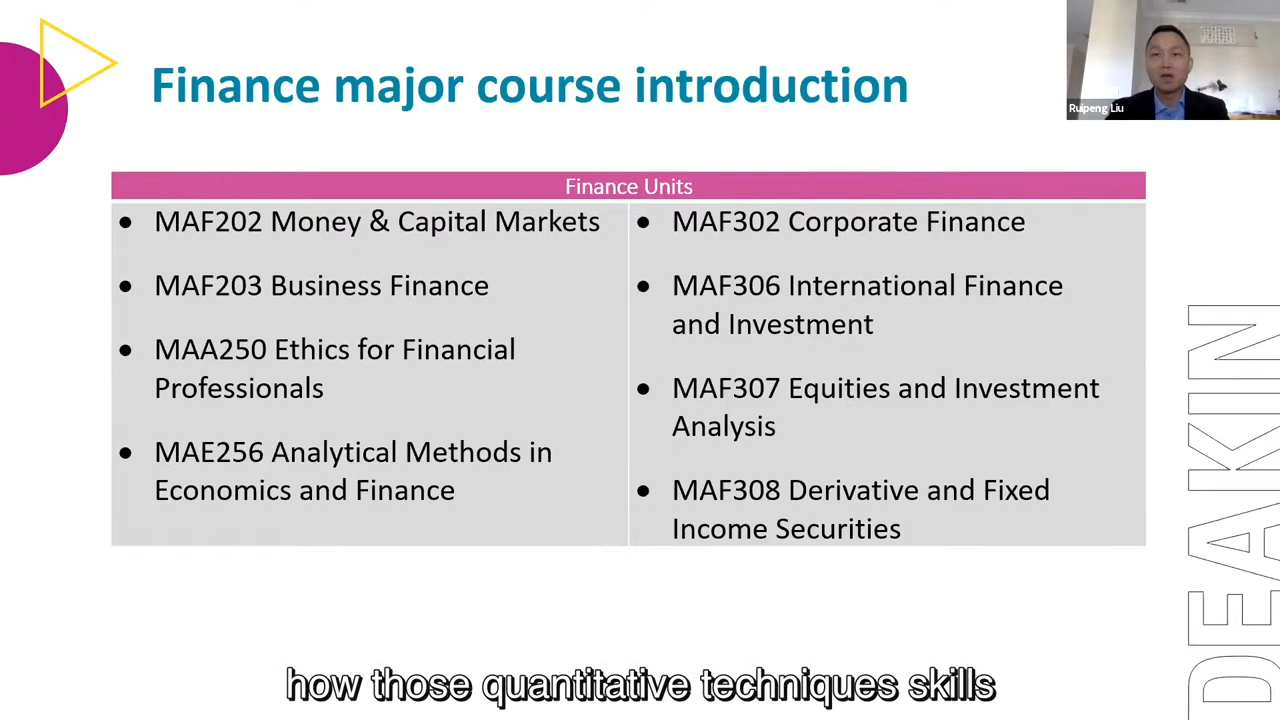 Finance major course introduction
Ruipeng Liu
Finance Units
• MAF202 Money & Capital Markets
• MAF203 Business Finance
• MAA250 Ethics for Financial
Professionals
• MAE256 Analytical Methods in
Economics and Finance
• MAF302 Corporate Finance
• MAF306 International Finance
and Investment
• MAF307 Equities and Investment
Analysis
• MAF308 Derivative and Fixed
Income Securities
DEAKIN
how those quantitative techniques skills